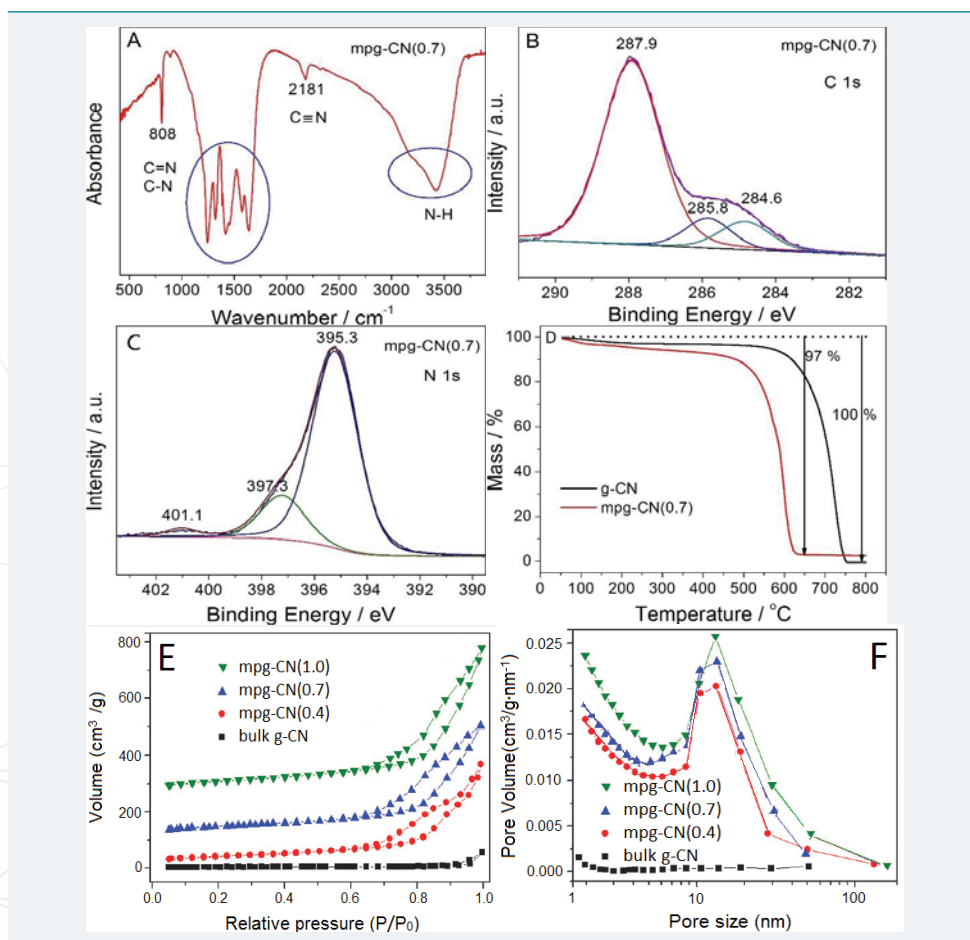 A
mpg-CN(0.7)
2181
C≡N
808
C=N
C-N
N-H
Absorbance
500 1000 1500 2000 2500 3000 3500
Wavenumber / cm⁻¹
B
287.9
mpg-CN(0.7)
C 1s
285.8
284.6
Intensity / a.u.
290 288 286 284 282
Binding Energy / eV
C
395.3
mpg-CN(0.7)
N 1s
397.3
401.1
Intensity / a.u.
402 400 398 396 394 392 390
Binding Energy / eV
D
97 %
100 %
g-CN
mpg-CN(0.7)
Mass / %
100
80
60
40
20
0
0 100 200 300 400 500 600 700 800
Temperature / °C
E
mpg-CN(1.0)
mpg-CN(0.7)
mpg-CN(0.4)
bulk g-CN
Volume (cm³ /g)
800
600
400
200
0
0.0 0.2 0.4 0.6 0.8 1.0
Relative pressure (P/P₀)
F
mpg-CN(1.0)
mpg-CN(0.7)
mpg-CN(0.4)
bulk g-CN
Pore Volume(cm³/g·nm⁻¹)
0.025
0.020
0.015
0.010
0.005
0.000
1 10 100
Pore size (nm)